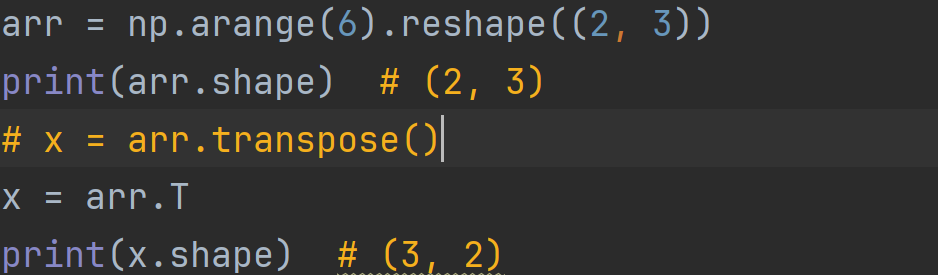 arr = np.arange(6).reshape((2, 3))
print(arr.shape)  # (2, 3)
# x = arr.transpose()
x = arr.T
print(x.shape)  # (3, 2)